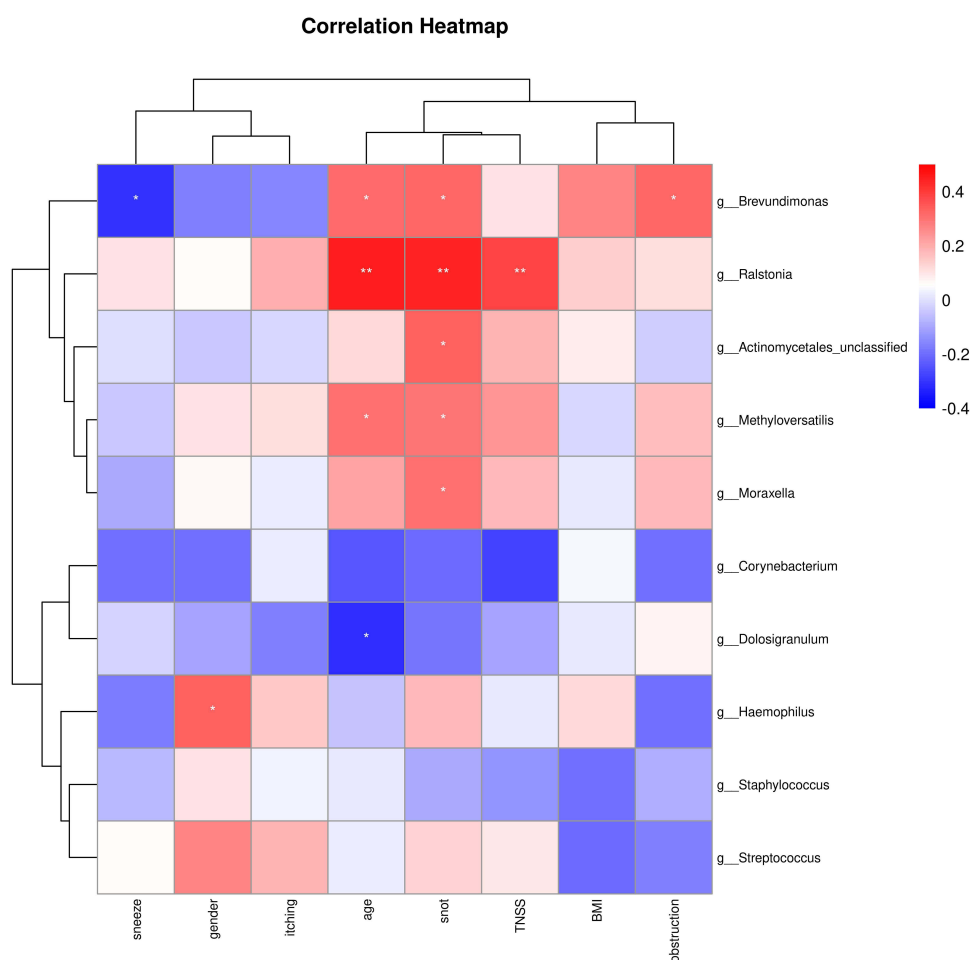 Correlation Heatmap
* * * * g__Brevundimonas
** ** ** g__Ralstonia
* g__Actinomycetales_unclassified
* * g__Methyloversatilis
* g__Moraxella
g__Corynebacterium
* g__Dolosigranulum
* g__Haemophilus
g__Staphylococcus
g__Streptococcus
0.4
0.2
0
-0.2
-0.4
sneeze
gender
itching
age
snot
TNSS
BMI
obstruction